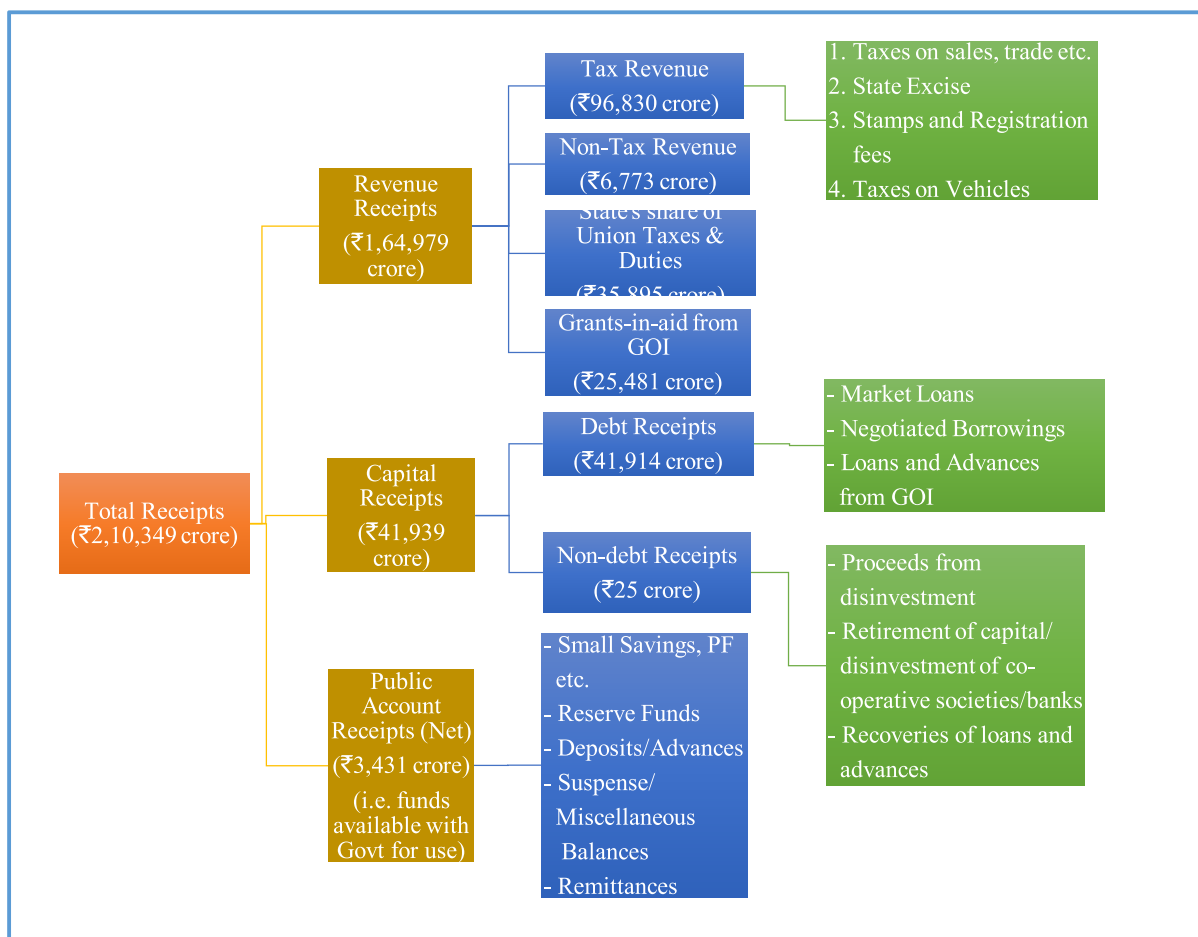 Total Receipts
(₹2,10,349 crore)
Revenue
Receipts
(₹1,64,979
crore)
Tax Revenue
(₹96,830 crore)
1. Taxes on sales, trade etc.
2. State Excise
3. Stamps and Registration
fees
4. Taxes on Vehicles
Non-Tax Revenue
(₹6,773 crore)
State's share of
Union Taxes &
Duties
(₹35,895 crore)
Grants-in-aid from
GOI
(₹25,481 crore)
Capital
Receipts
(₹41,939
crore)
Debt Receipts
(₹41,914 crore)
- Market Loans
- Negotiated Borrowings
- Loans and Advances
from GOI
Non-debt Receipts
(₹25 crore)
- Proceeds from
disinvestment
- Retirement of capital/
disinvestment of co-
operative societies/banks
- Recoveries of loans and
advances
Public
Account
Receipts (Net)
(₹3,431 crore)
(i.e. funds
available with
Govt for use)
- Small Savings, PF
etc.
- Reserve Funds
- Deposits/Advances
- Suspense/
Miscellaneous
Balances
- Remittances